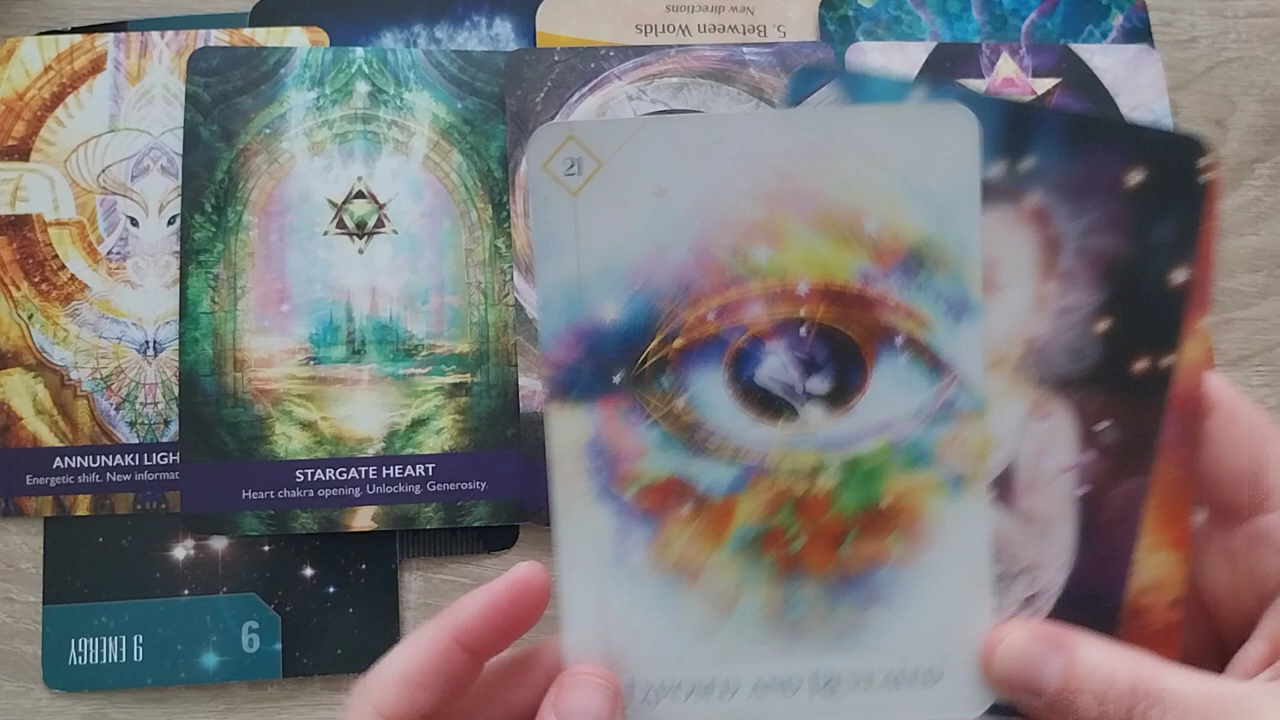 5. Between Worlds
New directions
21
ANNUNAKI LIGH
Energetic shift. New informat
STARGATE HEART
Heart chakra opening. Unlocking. Generosity.
9 ENERGY